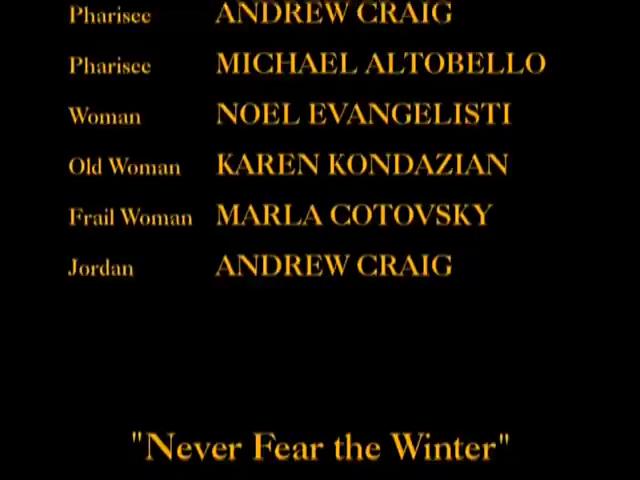 Pharisee ANDREW CRAIG
Pharisee MICHAEL ALTOBELLO
Woman NOEL EVANGELISTI
Old Woman KAREN KONDAZIAN
Frail Woman MARLA COTOVSKY
Jordan ANDREW CRAIG
"Never Fear the Winter"